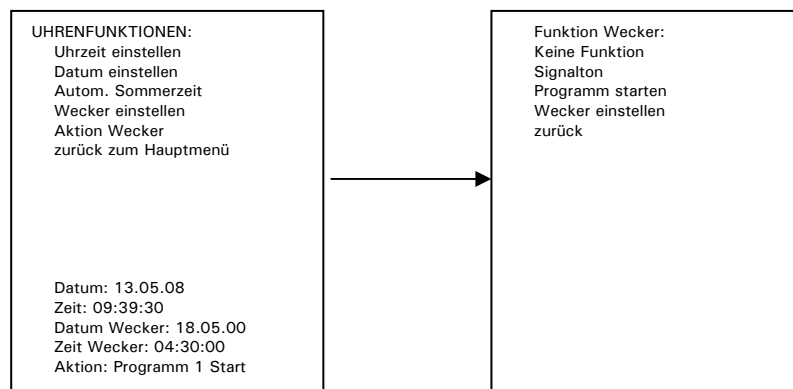 UHRENFUNKTIONEN:
Uhrzeit einstellen
Datum einstellen
Autom. Sommerzeit
Wecker einstellen
Aktion Wecker
zurück zum Hauptmenü
Datum: 13.05.08
Zeit: 09:39:30
Datum Wecker: 18.05.00
Zeit Wecker: 04:30:00
Aktion: Programm 1 Start
Funktion Wecker:
Keine Funktion
Signalton
Programm starten
Wecker einstellen
zurück